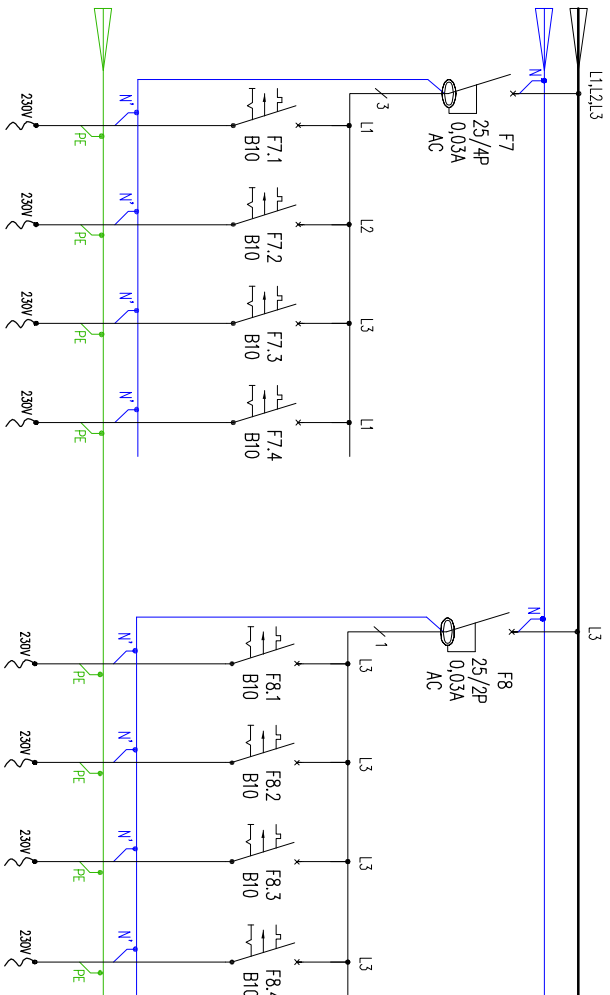 L1,L2,L3
N
F7
25/4P
0,03A
AC
3
L1
F7.1
B10
N'
PE
230V
L2
F7.2
B10
N'
PE
230V
L3
F7.3
B10
N'
PE
230V
L1
F7.4
B10
N'
PE
230V
L3
N
F8
25/2P
0,03A
AC
1
L3
F8.1
B10
N'
PE
230V
L3
F8.2
B10
N'
PE
230V
L3
F8.3
B10
N'
PE
230V
L3
F8.4
B10
N'
PE
230V